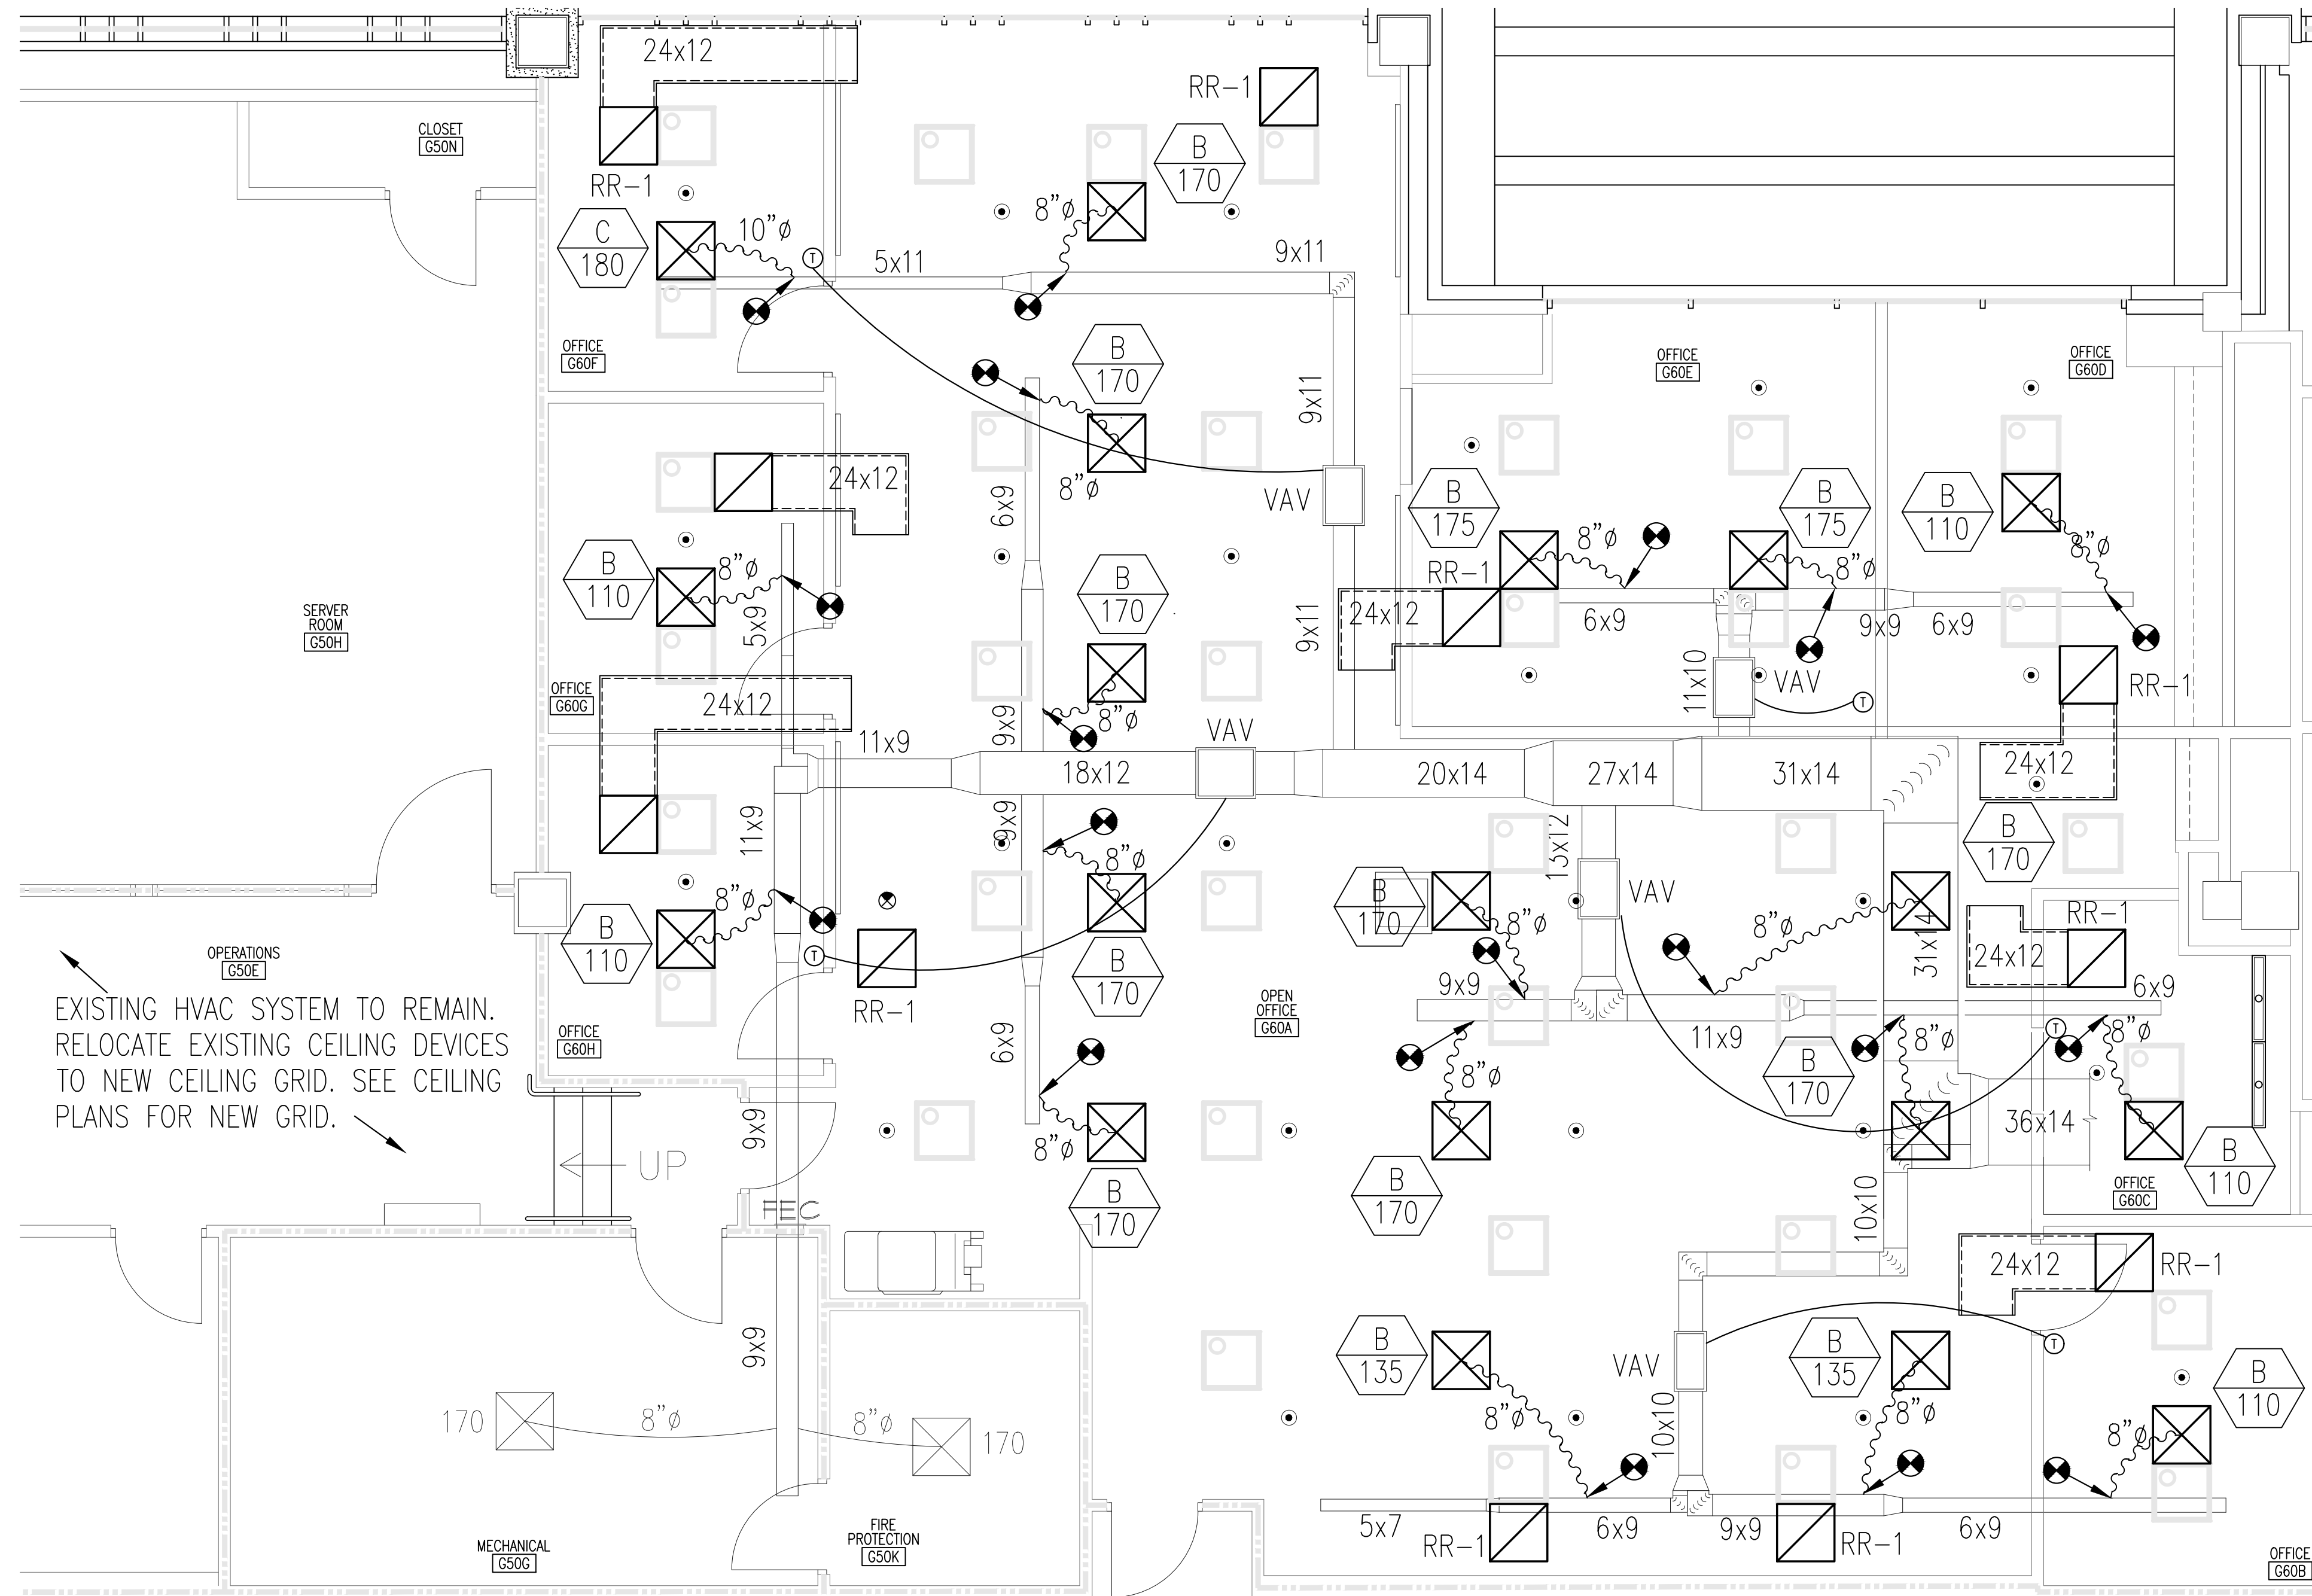 24x12
RR-1
CLOSET
G50N
B
170
RR-1
8"ø
C
180
10"ø
T
5x11
9x11
OFFICE
G60F
B
170
OFFICE
G60E
OFFICE
G60D
9x11
24x12
6x9
8"ø
VAV
B
175
8"ø
B
175
B
110
8"ø
B
110
8"ø
B
170
RR-1
8"ø
24x12
SERVER
ROOM
G50H
5x9
9x11
6x9
9x9
6x9
OFFICE
G60G
24x12
9x9
8"ø
11x10
VAV
T
RR-1
11x9
VAV
18x12
20x14
27x14
31x14
24x12
11x9
9x9
13x12
B
170
8"ø
8"ø
B
170
VAV
8"ø
8"ø
RR-1
B
110
T
OPERATIONS
G50E
B
170
31x14
24x12
9x9
6x9
EXISTING HVAC SYSTEM TO REMAIN.
RELOCATE EXISTING CEILING DEVICES
TO NEW CEILING GRID. SEE CEILING
PLANS FOR NEW GRID.
OFFICE
G60H
RR-1
6x9
OPEN
OFFICE
G60A
11x9
8"ø
T
8"ø
8"ø
B
170
9x9
8"ø
36x14
UP
FEC
B
170
B
170
10x10
OFFICE
G60C
B
110
24x12
RR-1
9x9
B
135
VAV
B
135
T
B
110
170
8"ø
8"ø
170
8"ø
10x10
8"ø
8"ø
MECHANICAL
G50G
FIRE
PROTECTION
G50K
5x7
RR-1
6x9
9x9
RR-1
6x9
OFFICE
G60B